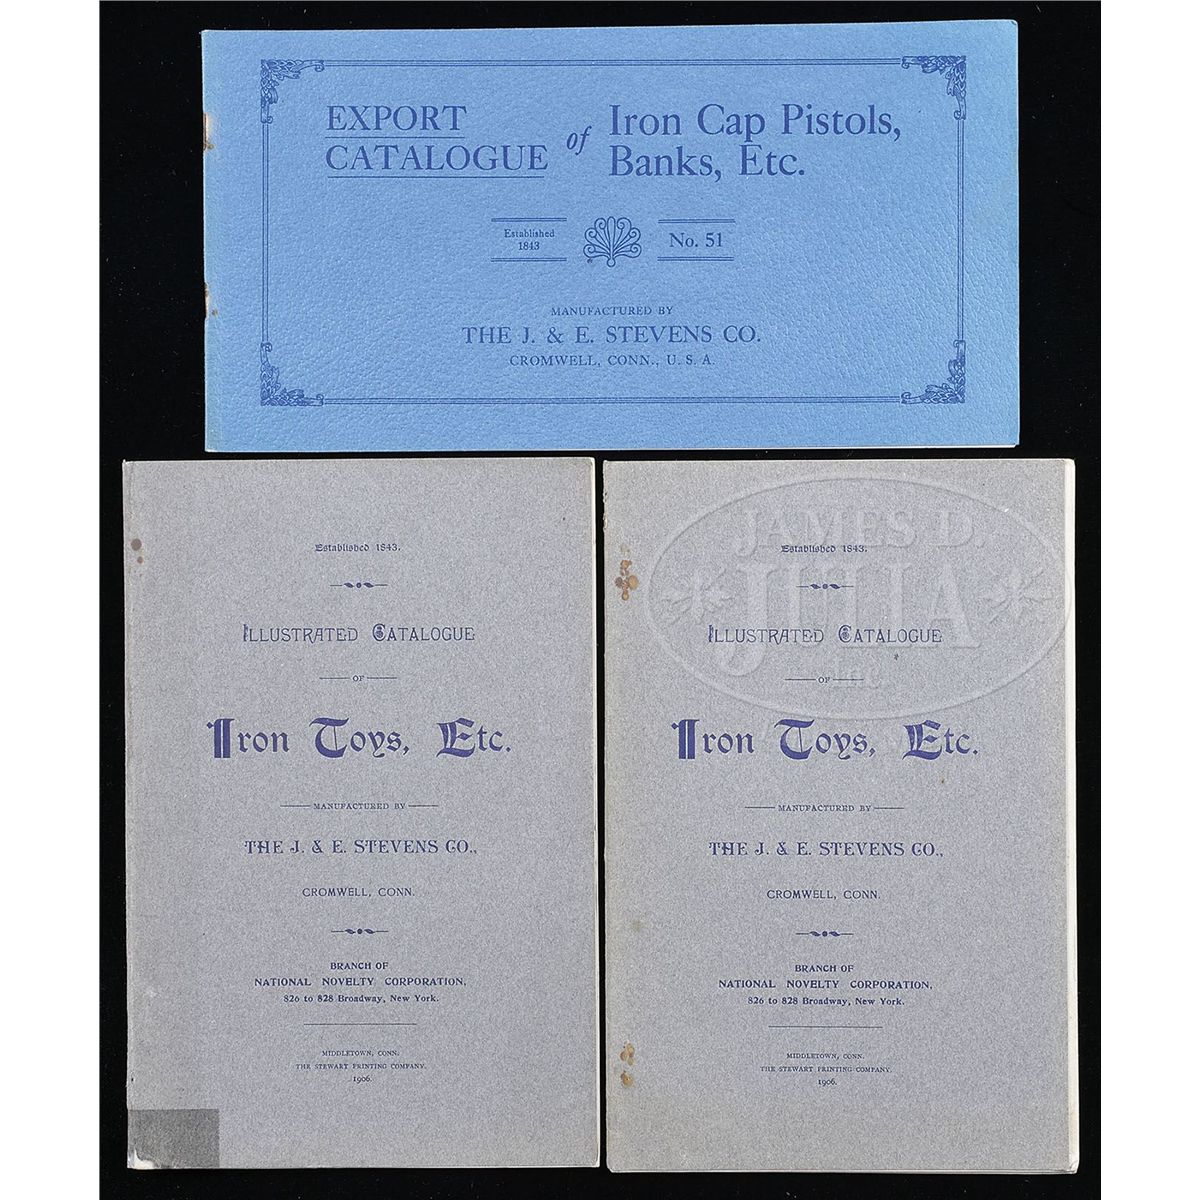 EXPORT
CATALOGUE
of
Iron Cap Pistols,
Banks, Etc.
Established
1843
No. 51
MANUFACTURED BY
THE J. & E. STEVENS CO.
CROMWELL, CONN., U. S. A.
Established 1843.
ILLUSTRATED CATALOGUE
OF
Iron Toys, Etc.
MANUFACTURED BY
THE J. & E. STEVENS CO.,
CROMWELL, CONN.
BRANCH OF
NATIONAL NOVELTY CORPORATION,
826 to 828 Broadway, New York.
MIDDLETOWN, CONN.
THE STEWART PRINTING COMPANY.
1906.
Established 1843.
ILLUSTRATED CATALOGUE
OF
Iron Toys, Etc.
MANUFACTURED BY
THE J. & E. STEVENS CO.,
CROMWELL, CONN.
BRANCH OF
NATIONAL NOVELTY CORPORATION,
826 to 828 Broadway, New York.
MIDDLETOWN, CONN.
THE STEWART PRINTING COMPANY.
1906.
JAMES D.
JULIA
Inc